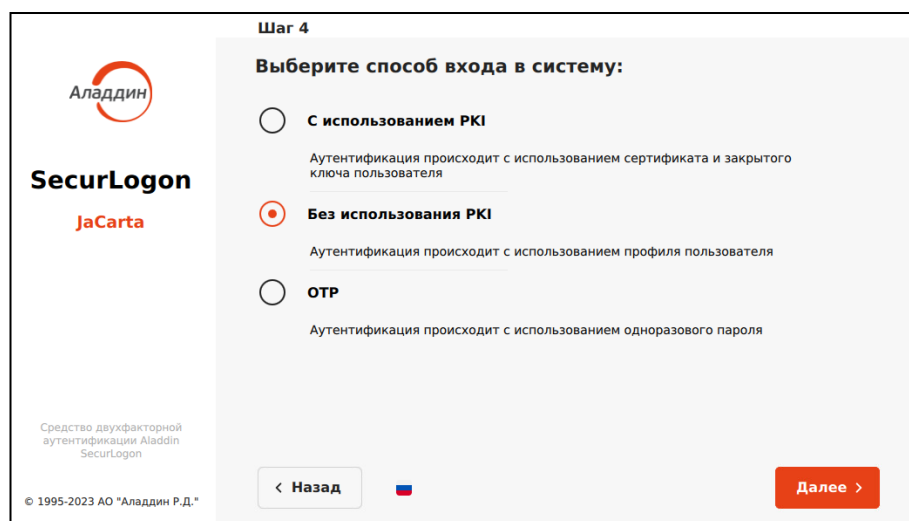 Шаг 4
Аладдин
SecurLogon
JaCarta
Средство двухфакторной
аутентификации Aladdin
SecurLogon
© 1995-2023 АО "Аладдин Р.Д."
Выберите способ входа в систему:
С использованием PKI
Аутентификация происходит с использованием сертификата и закрытого
ключа пользователя
Без использования PKI
Аутентификация происходит с использованием профиля пользователя
OTP
Аутентификация происходит с использованием одноразового пароля
Назад
Далее